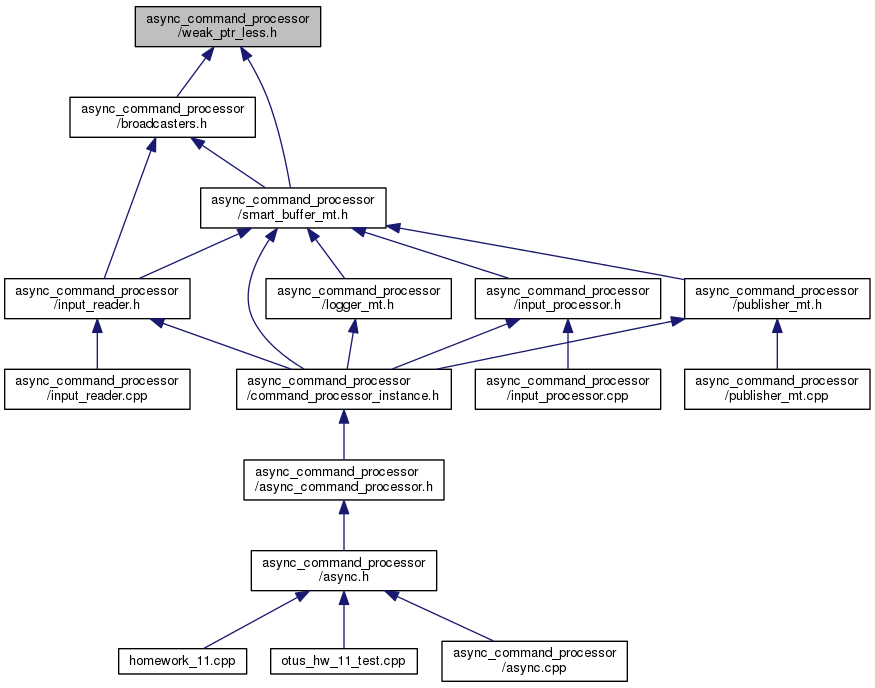 async_command_processor
/weak_ptr_less.h
async_command_processor
/broadcasters.h
async_command_processor
/smart_buffer_mt.h
async_command_processor
/input_reader.h
async_command_processor
/logger_mt.h
async_command_processor
/input_processor.h
async_command_processor
/publisher_mt.h
async_command_processor
/input_reader.cpp
async_command_processor
/command_processor_instance.h
async_command_processor
/input_processor.cpp
async_command_processor
/publisher_mt.cpp
async_command_processor
/async_command_processor.h
async_command_processor
/async.h
homework_11.cpp
otus_hw_11_test.cpp
async_command_processor
/async.cpp